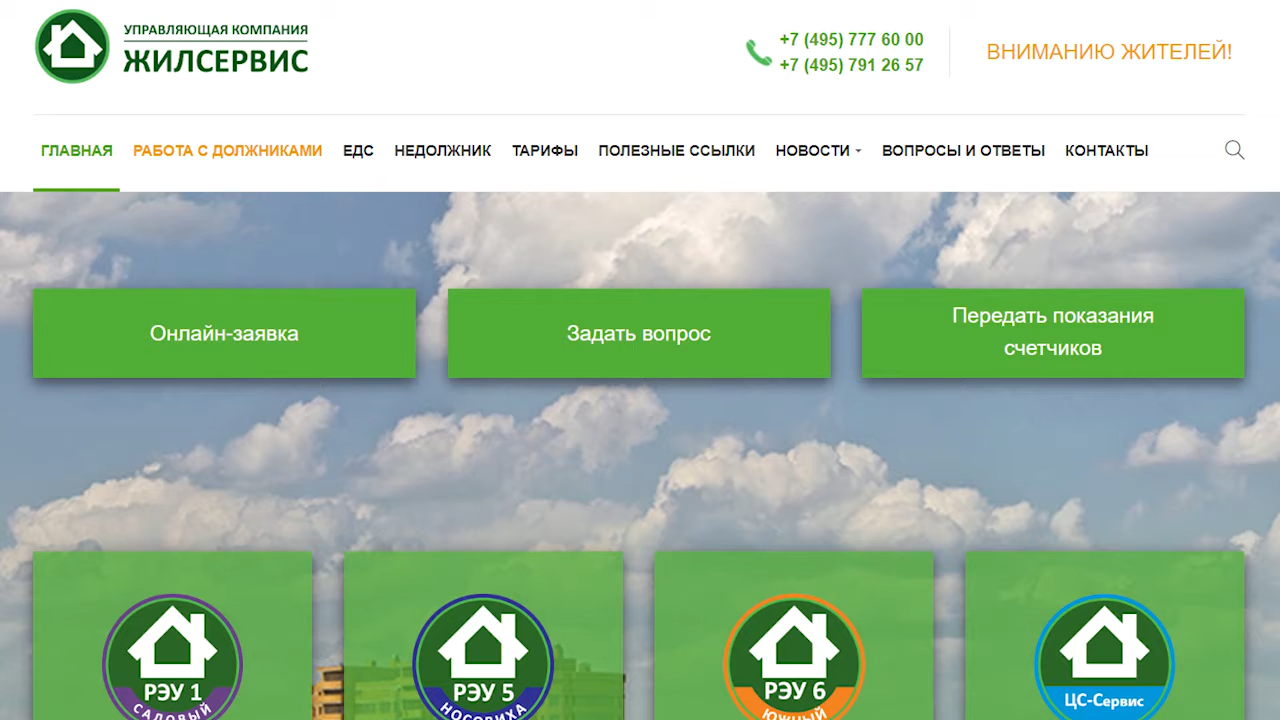 УПРАВЛЯЮЩАЯ КОМПАНИЯ
ЖИЛСЕРВИС
+7 (495) 777 60 00
+7 (495) 791 26 57
ВНИМАНИЮ ЖИТЕЛЕЙ!
ГЛАВНАЯ РАБОТА С ДОЛЖНИКАМИ ЕДС НЕДОЛЖНИК ТАРИФЫ ПОЛЕЗНЫЕ ССЫЛКИ НОВОСТИ ВОПРОСЫ И ОТВЕТЫ КОНТАКТЫ
Онлайн-заявка
Задать вопрос
Передать показания
счетчиков
РЭУ 1
САДОВЫЙ
РЭУ 5
НОСОВИХА
РЭУ 6
ЮЖНЫЙ
ЦС-Сервис